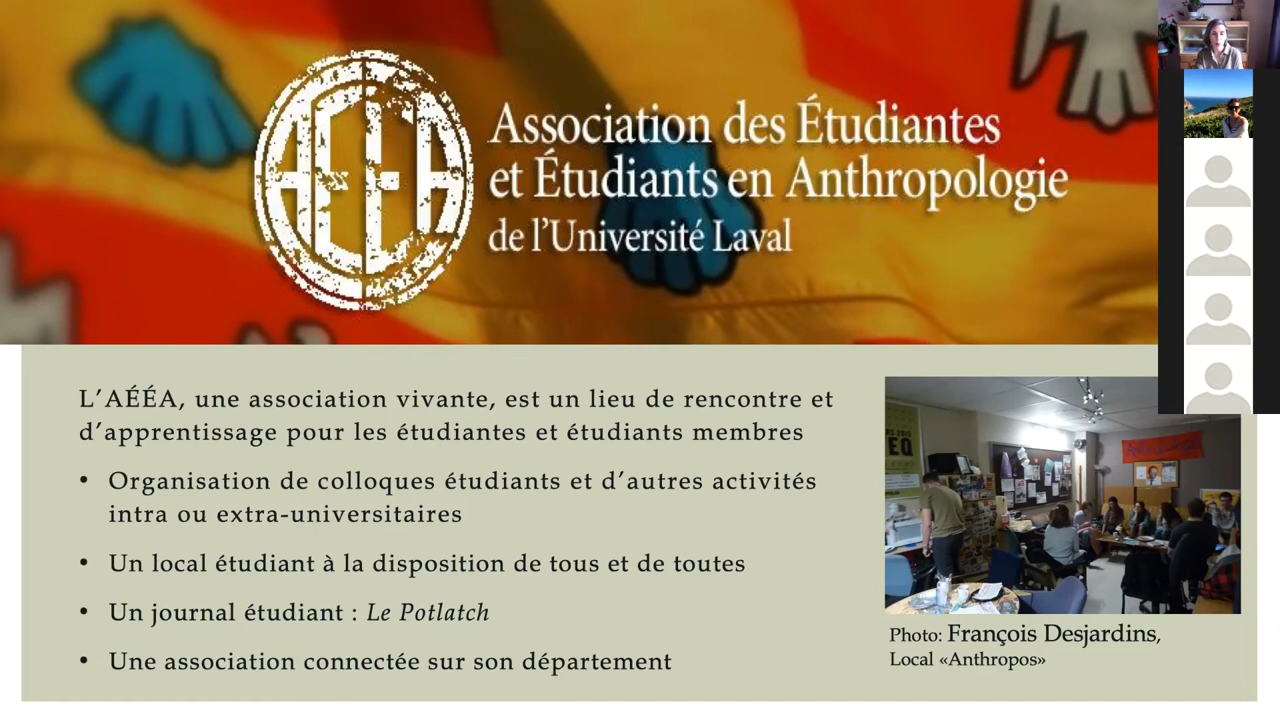 AÉÉA
Association des Étudiantes
et Étudiants en Anthropologie
de l’Université Laval
L’AÉÉA, une association vivante, est un lieu de rencontre et
d’apprentissage pour les étudiantes et étudiants membres
• Organisation de colloques étudiants et d’autres activités
intra ou extra-universitaires
• Un local étudiant à la disposition de tous et de toutes
• Un journal étudiant : Le Potlatch
• Une association connectée sur son département
Photo: François Desjardins,
Local «Anthropos»